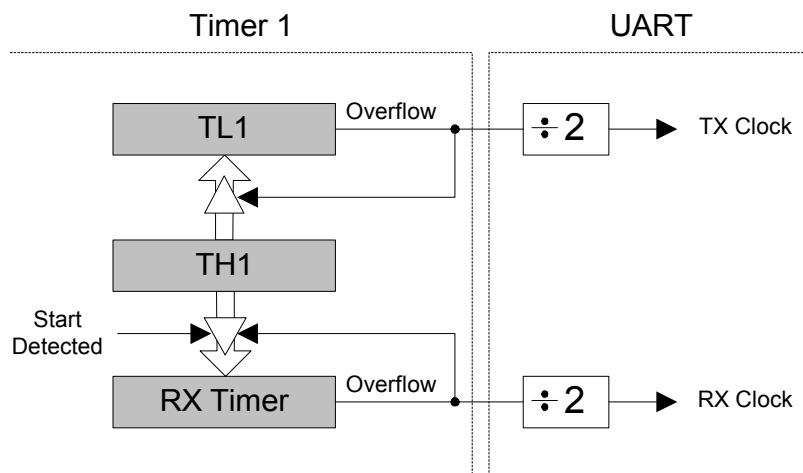 Timer 1
UART
TL1
Overflow
÷2
TX Clock
TH1
Start
Detected
RX Timer
Overflow
÷2
RX Clock